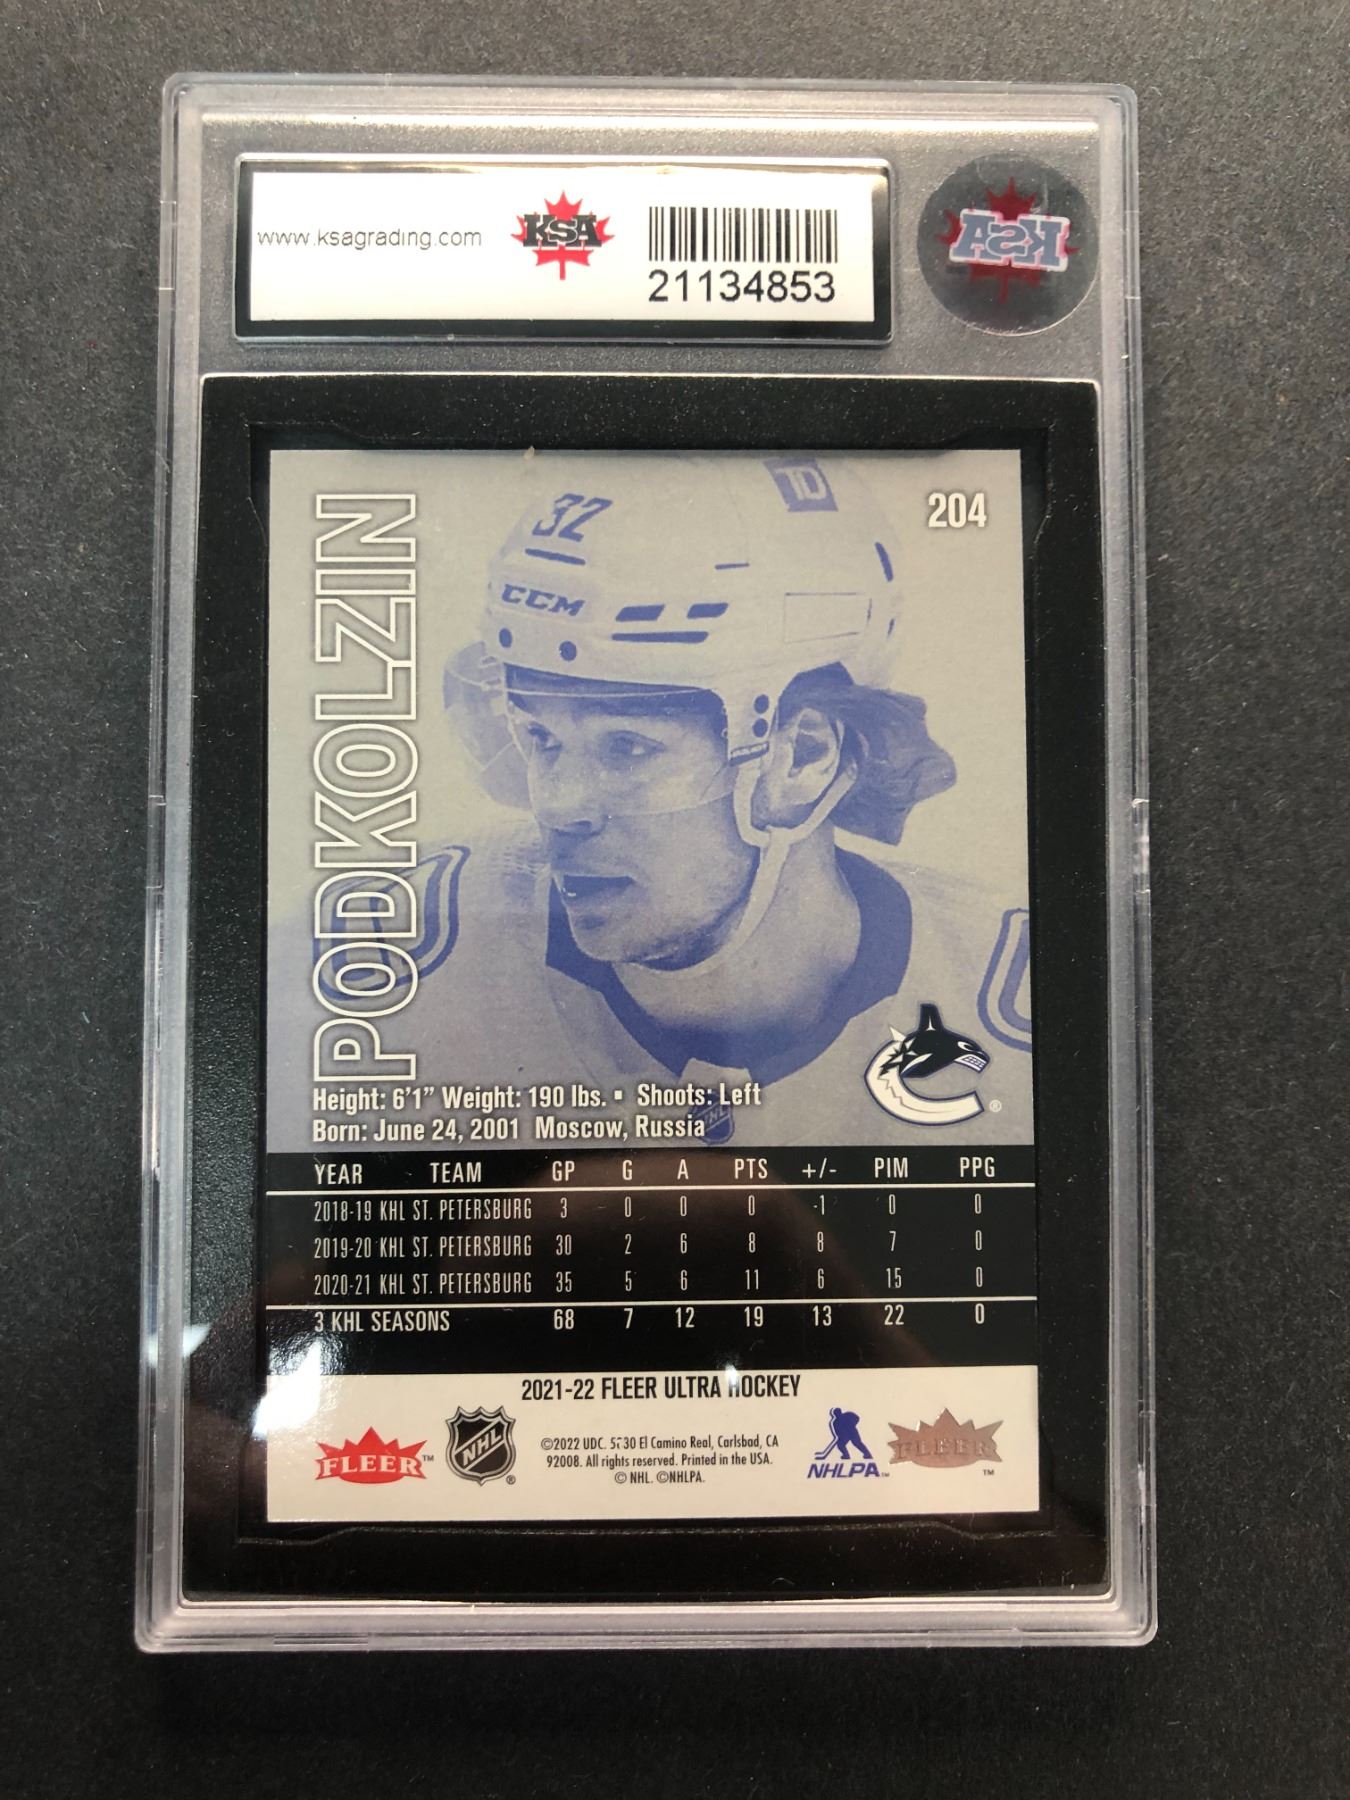 www.ksagrading.com
KSA
21134853
KSA
204
32
CCM
TD
PODKOLZIN
Height: 6'1" Weight: 190 lbs. ▪ Shoots: Left
Born: June 24, 2001 Moscow, Russia
YEAR TEAM GP G A PTS +/- PIM PPG
2018-19 KHL ST. PETERSBURG 3 0 0 0 -1 0 0
2019-20 KHL ST. PETERSBURG 30 2 6 8 8 7 0
2020-21 KHL ST. PETERSBURG 35 5 6 11 6 15 0
3 KHL SEASONS 68 7 12 19 13 22 0
2021-22 FLEER ULTRA HOCKEY
FLEER™ NHL® ©2022 UDC. El Camino Real, Carlsbad, CA
92008. All rights reserved. Printed in the USA.
© NHL. ©NHLPA.
NHLPA™ FLEER™